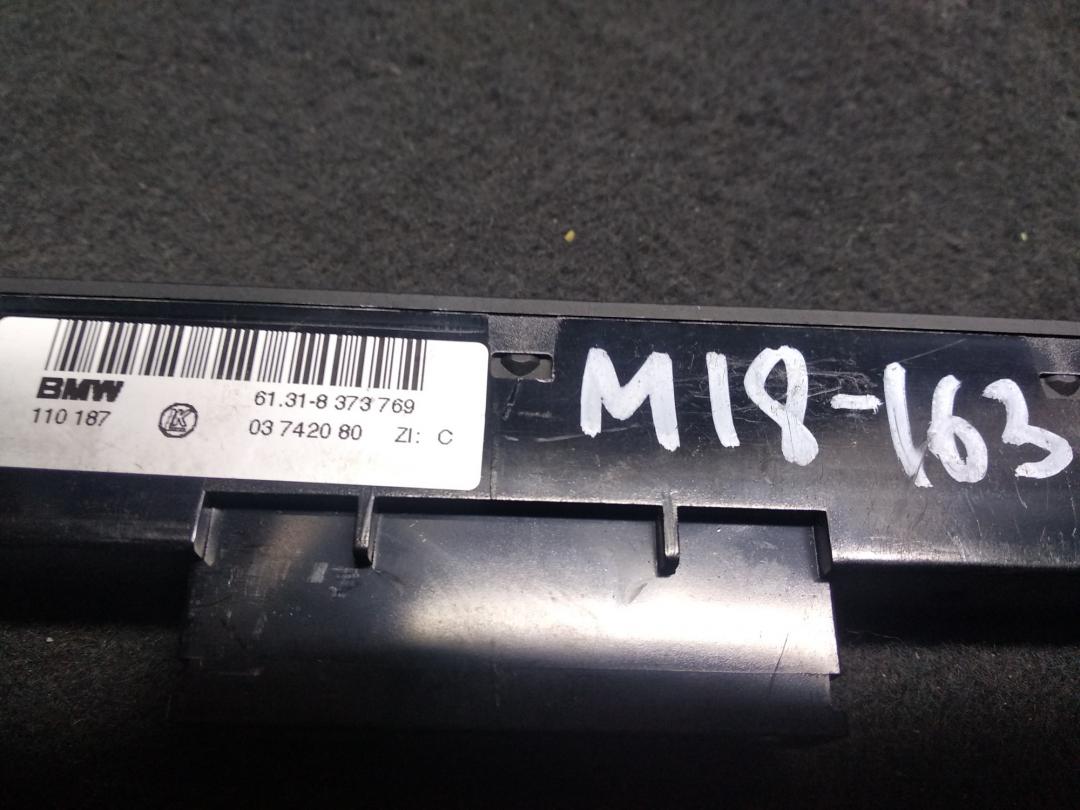 BMW
61.31-8 373 769
110 187
K
03 7420 80 ZI: C
M18-163